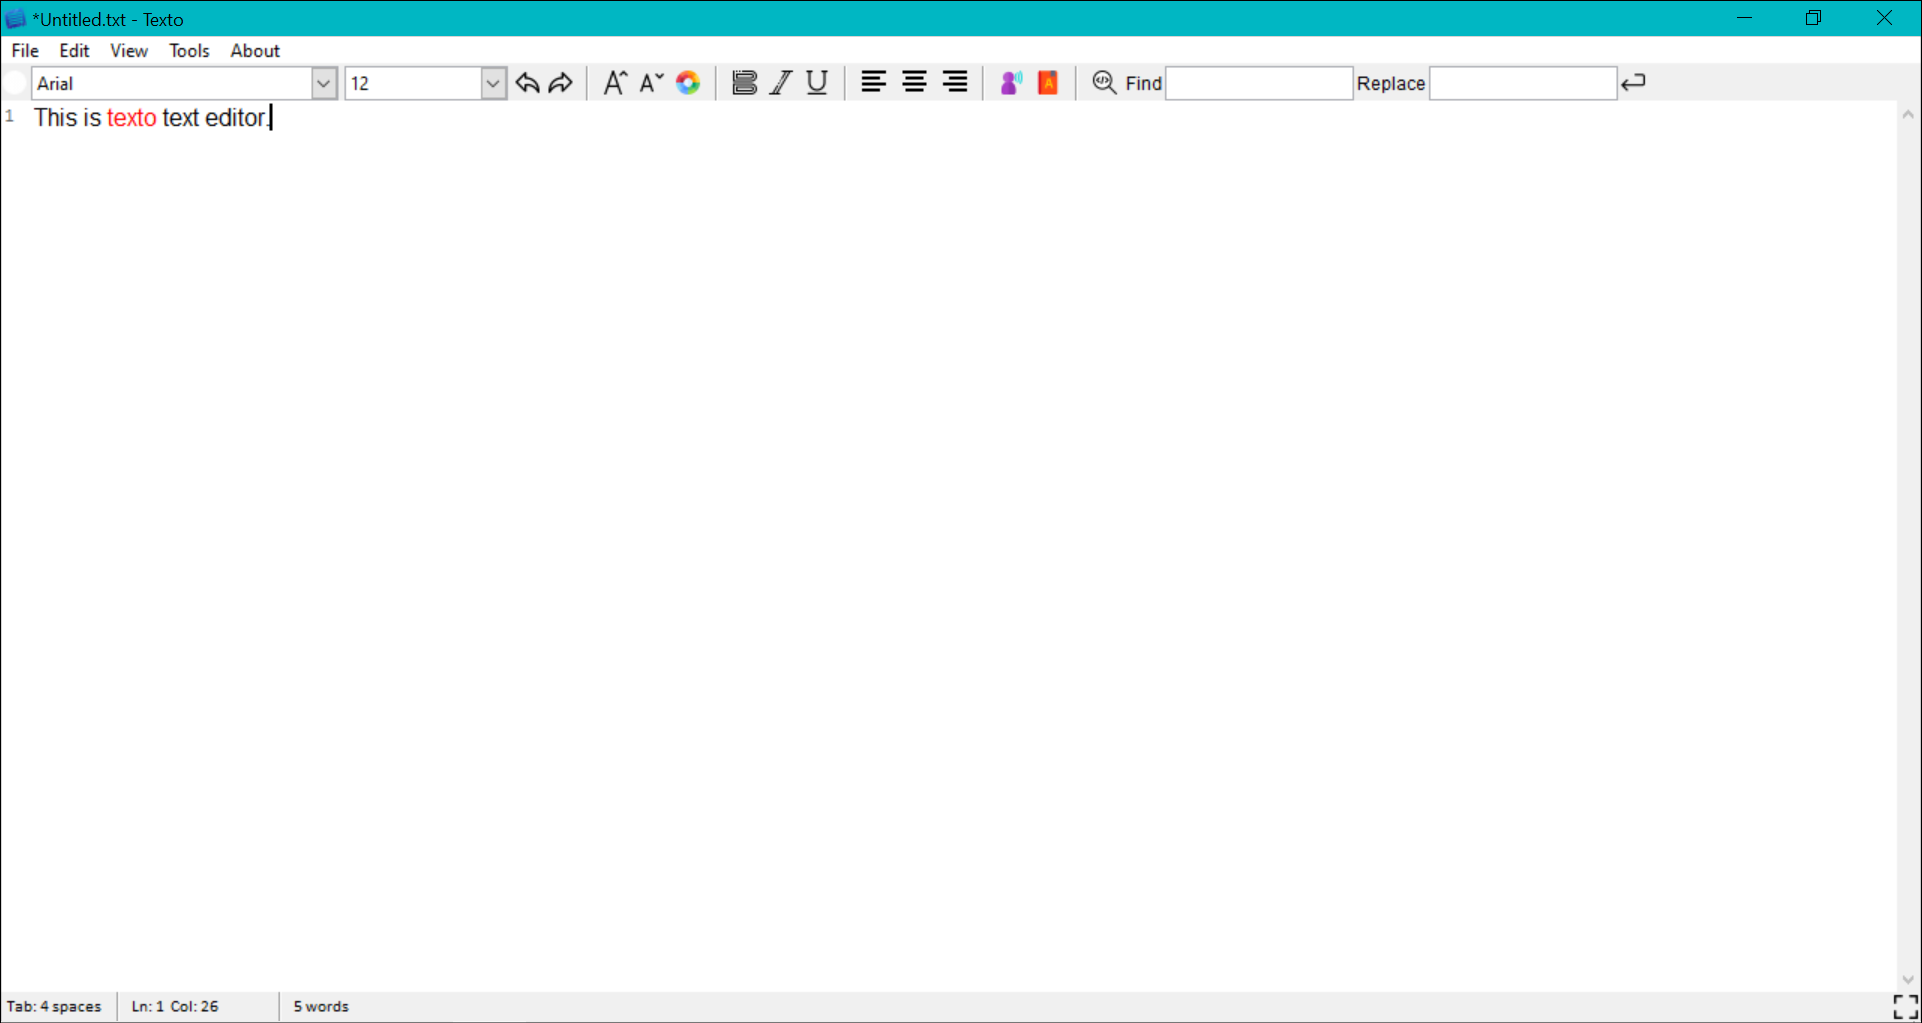 *Untitled.txt - Texto
File Edit View Tools About
Arial 12 Find Replace
1 This is texto text editor.
Tab: 4 spaces Ln: 1 Col: 26 5 words